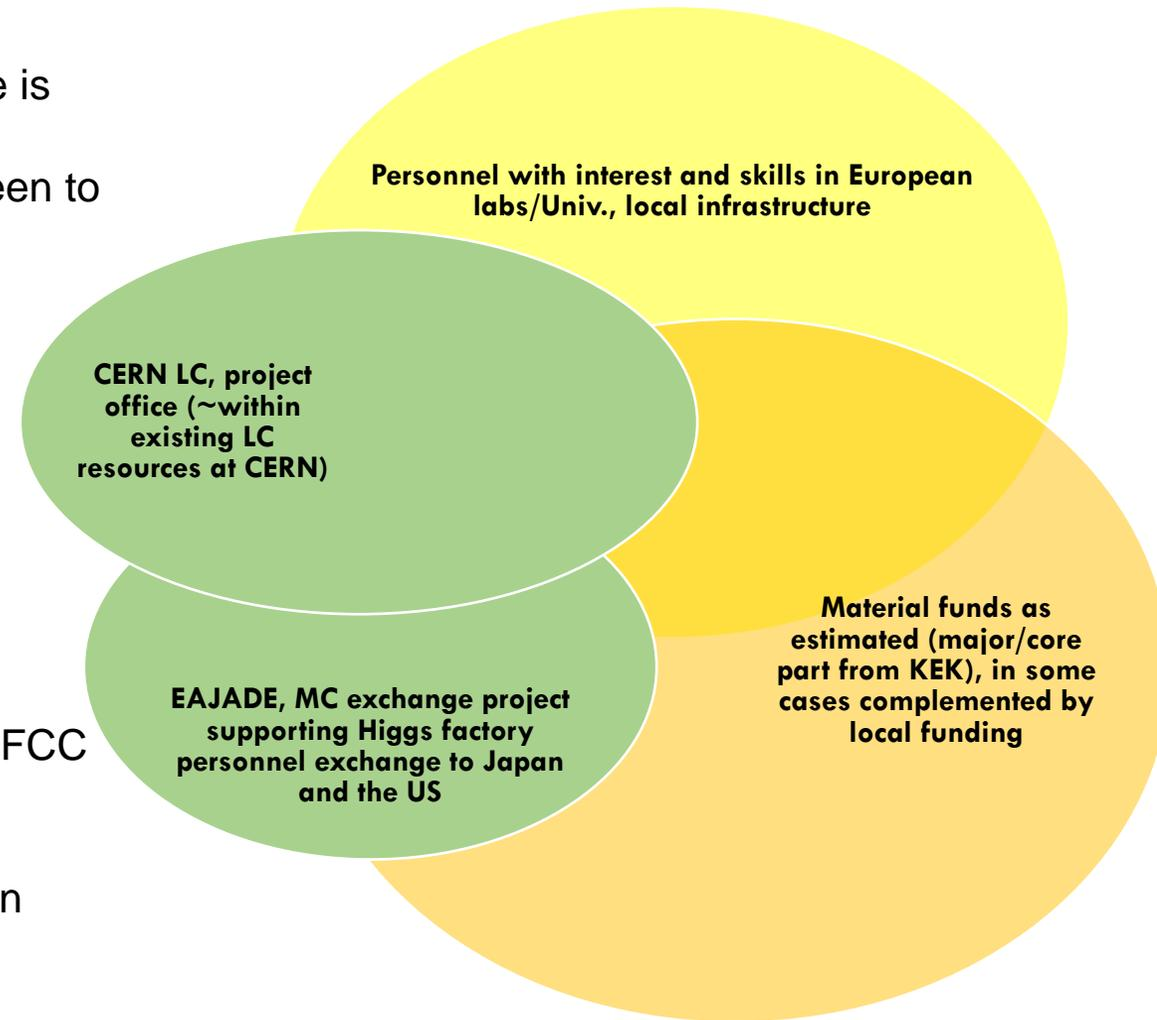 e is
een to
Personnel with interest and skills in European
labs/Univ., local infrastructure
CERN LC, project
office (~within
existing LC
resources at CERN)
Material funds as
estimated (major/core
part from KEK), in some
cases complemented by
local funding
EAJADE, MC exchange project
supporting Higgs factory
personnel exchange to Japan
and the US
FCC
n